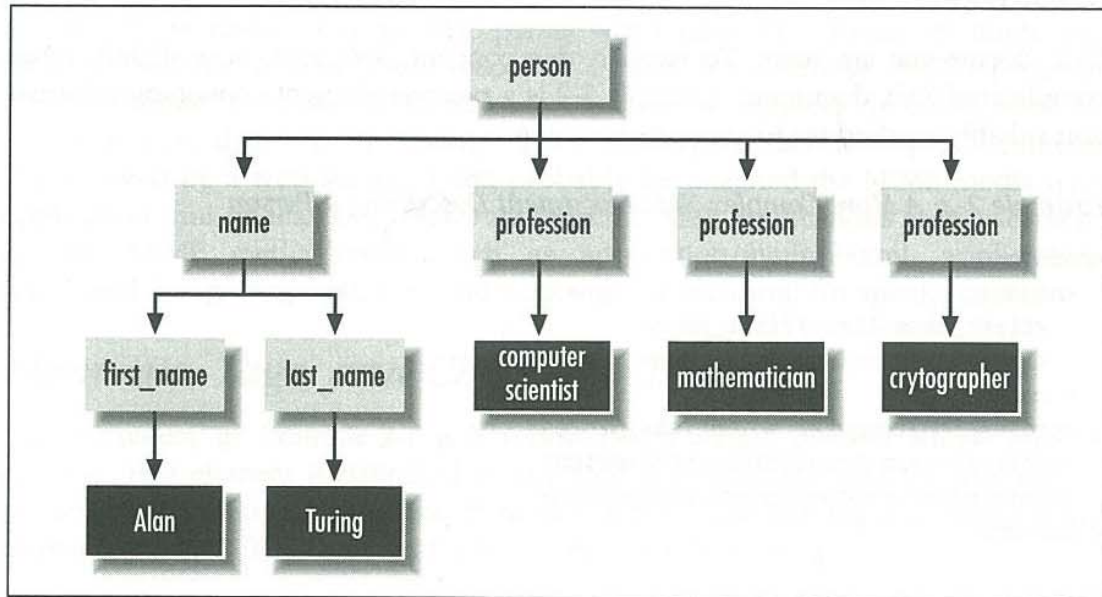 person
name
profession
profession
profession
first_name
last_name
computer
scientist
mathematician
crytographer
Alan
Turing